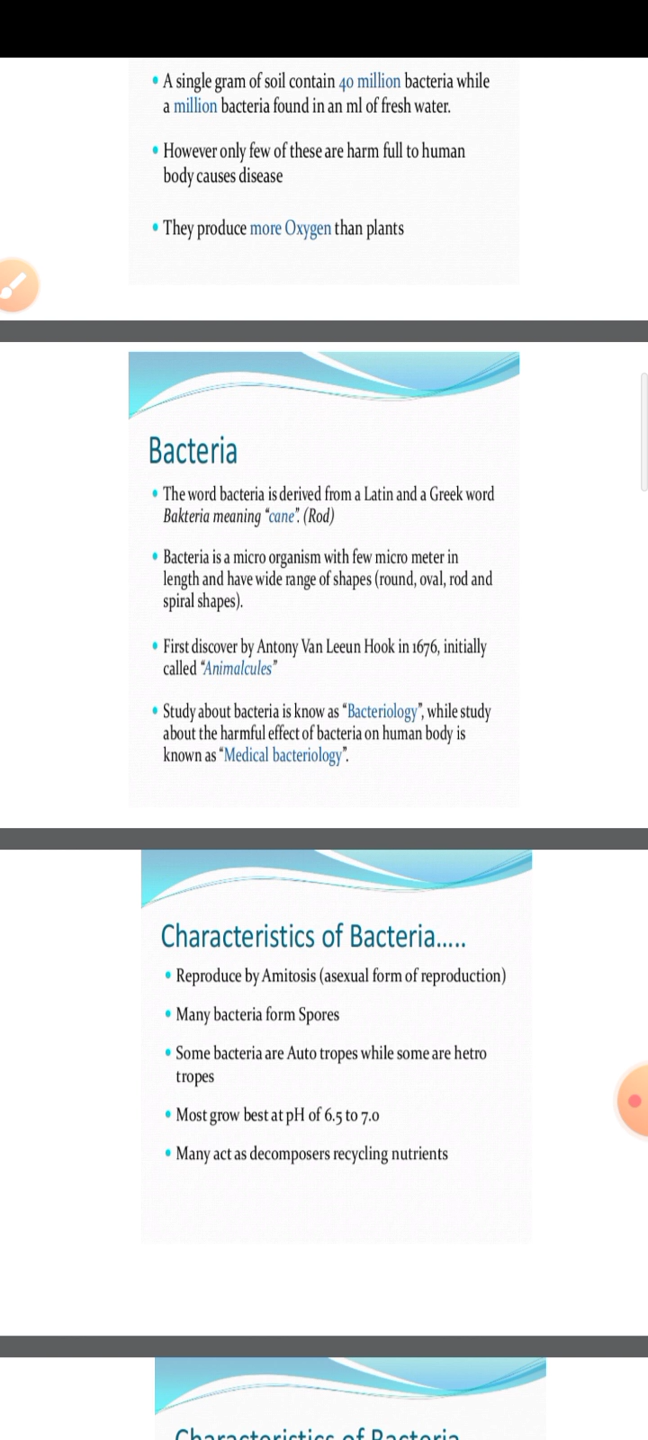 • A single gram of soil contain 40 million bacteria while
a million bacteria found in an ml of fresh water.
• However only few of these are harm full to human
body causes disease
• They produce more Oxygen than plants
Bacteria
• The word bacteria is derived from a Latin and a Greek word
Bakteria meaning “cane”. (Rod)
• Bacteria is a micro organism with few micro meter in
length and have wide range of shapes (round, oval, rod and
spiral shapes).
• First discover by Antony Van Leeun Hook in 1676, initially
called “Animalcules”
• Study about bacteria is know as “Bacteriology”, while study
about the harmful effect of bacteria on human body is
known as “Medical bacteriology”.
Characteristics of Bacteria.....
• Reproduce by Amitosis (asexual form of reproduction)
• Many bacteria form Spores
• Some bacteria are Auto tropes while some are hetro
tropes
• Most grow best at pH of 6.5 to 7.0
• Many act as decomposers recycling nutrients
Characteristics of Bacteria